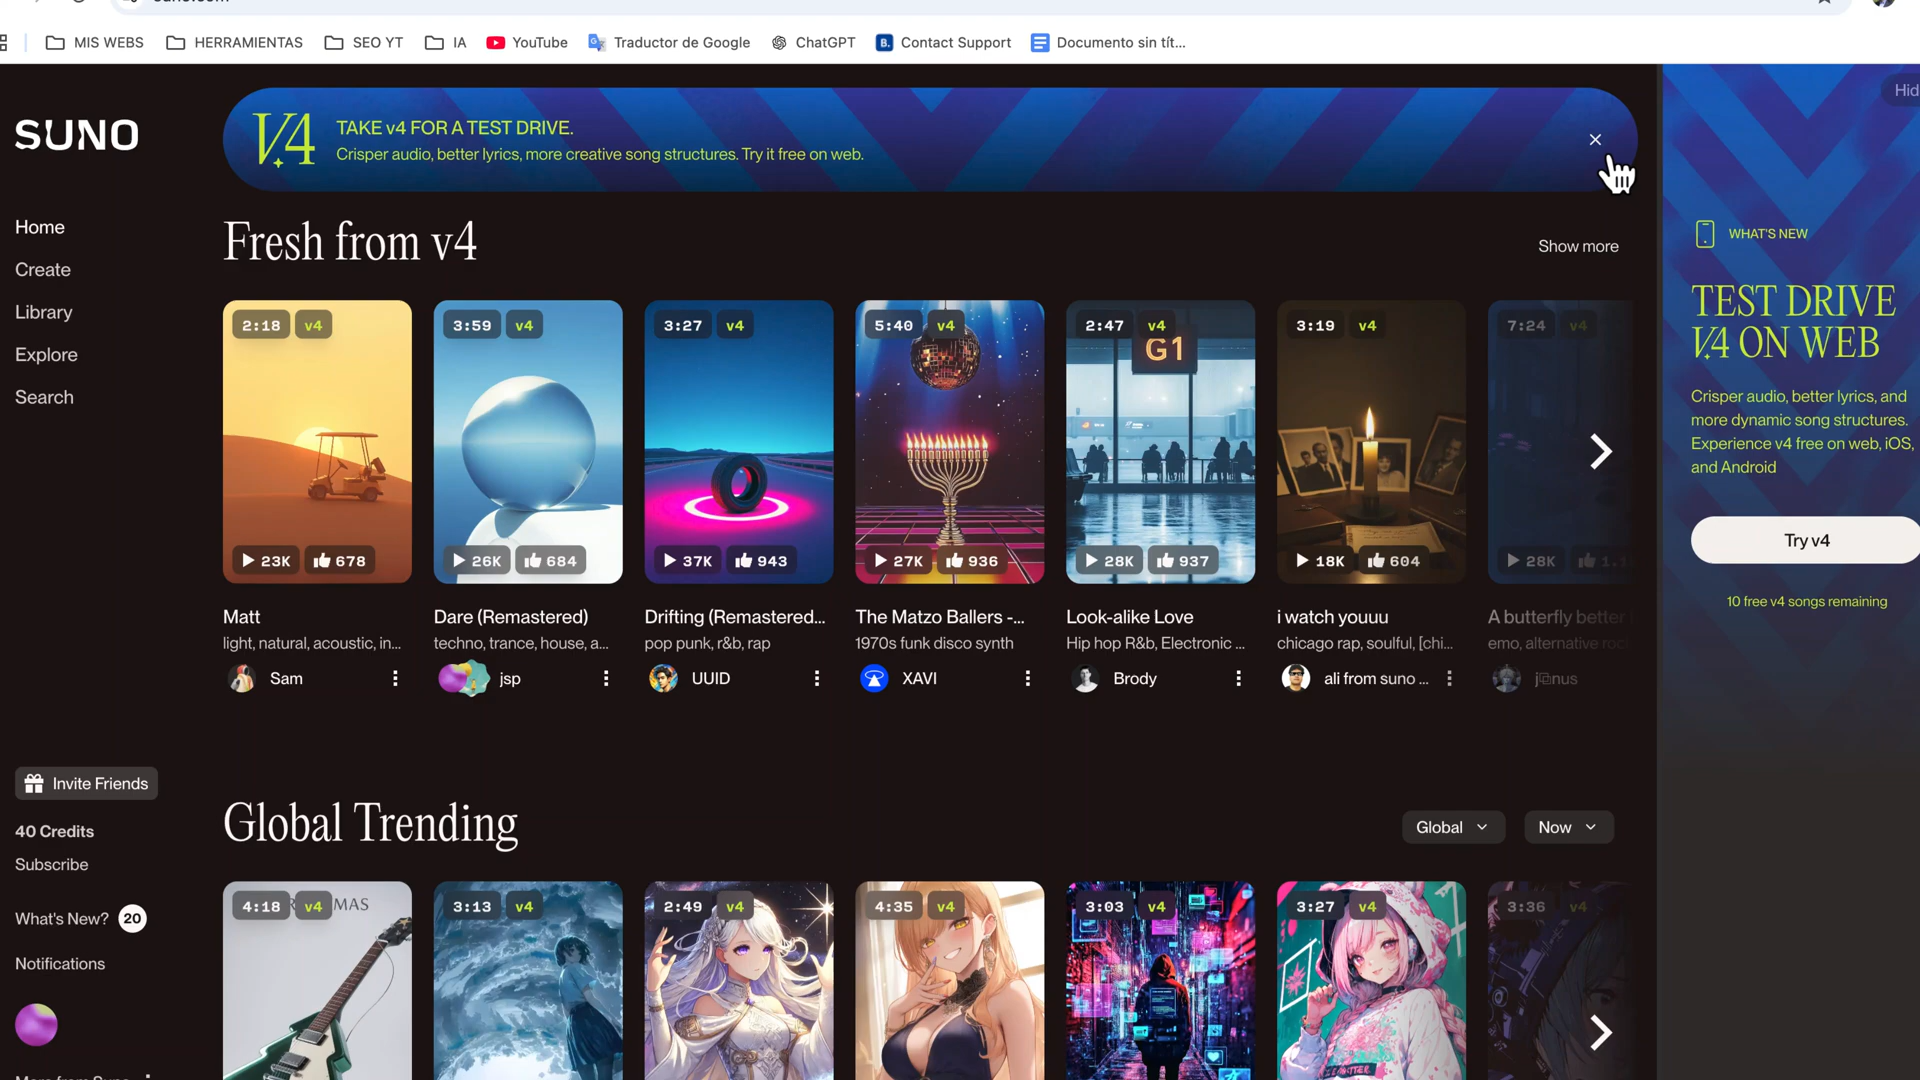 MIS WEBS
HERRAMIENTAS
SEO YT
IA
YouTube
Traductor de Google
ChatGPT
Contact Support
Documento sin tít...
SUNO
Home
Create
Library
Explore
Search
Invite Friends
40 Credits
Subscribe
What's New? 20
Notifications
V4
TAKE v4 FOR A TEST DRIVE.
Crisper audio, better lyrics, more creative song structures. Try it free on web.
Fresh from v4
Show more
2:18 v4
3:59 v4
3:27 v4
5:40 v4
2:47 v4
3:19 v4
7:24 v4
G1
23K 678
26K 684
37K 943
27K 936
28K 937
18K 604
28K
Matt
light, natural, acoustic, in...
Sam
Dare (Remastered)
techno, trance, house, a...
jsp
Drifting (Remastered...
pop punk, r&b, rap
UUID
The Matzo Ballers -...
1970s funk disco synth
XAVI
Look-alike Love
Hip hop R&b, Electronic ...
Brody
i watch youuu
chicago rap, soulful, [chi...
ali from suno ...
A butterfly better
emo, alternative roc
Global Trending
Global
Now
4:18 v4
3:13 v4
2:49 v4
4:35 v4
3:03 v4
3:27 v4
3:36 v4
Hid
WHAT'S NEW
TEST DRIVE
V4 ON WEB
Crisper audio, better lyrics, and
more dynamic song structures.
Experience v4 free on web, iOS,
and Android
Try v4
10 free v4 songs remaining